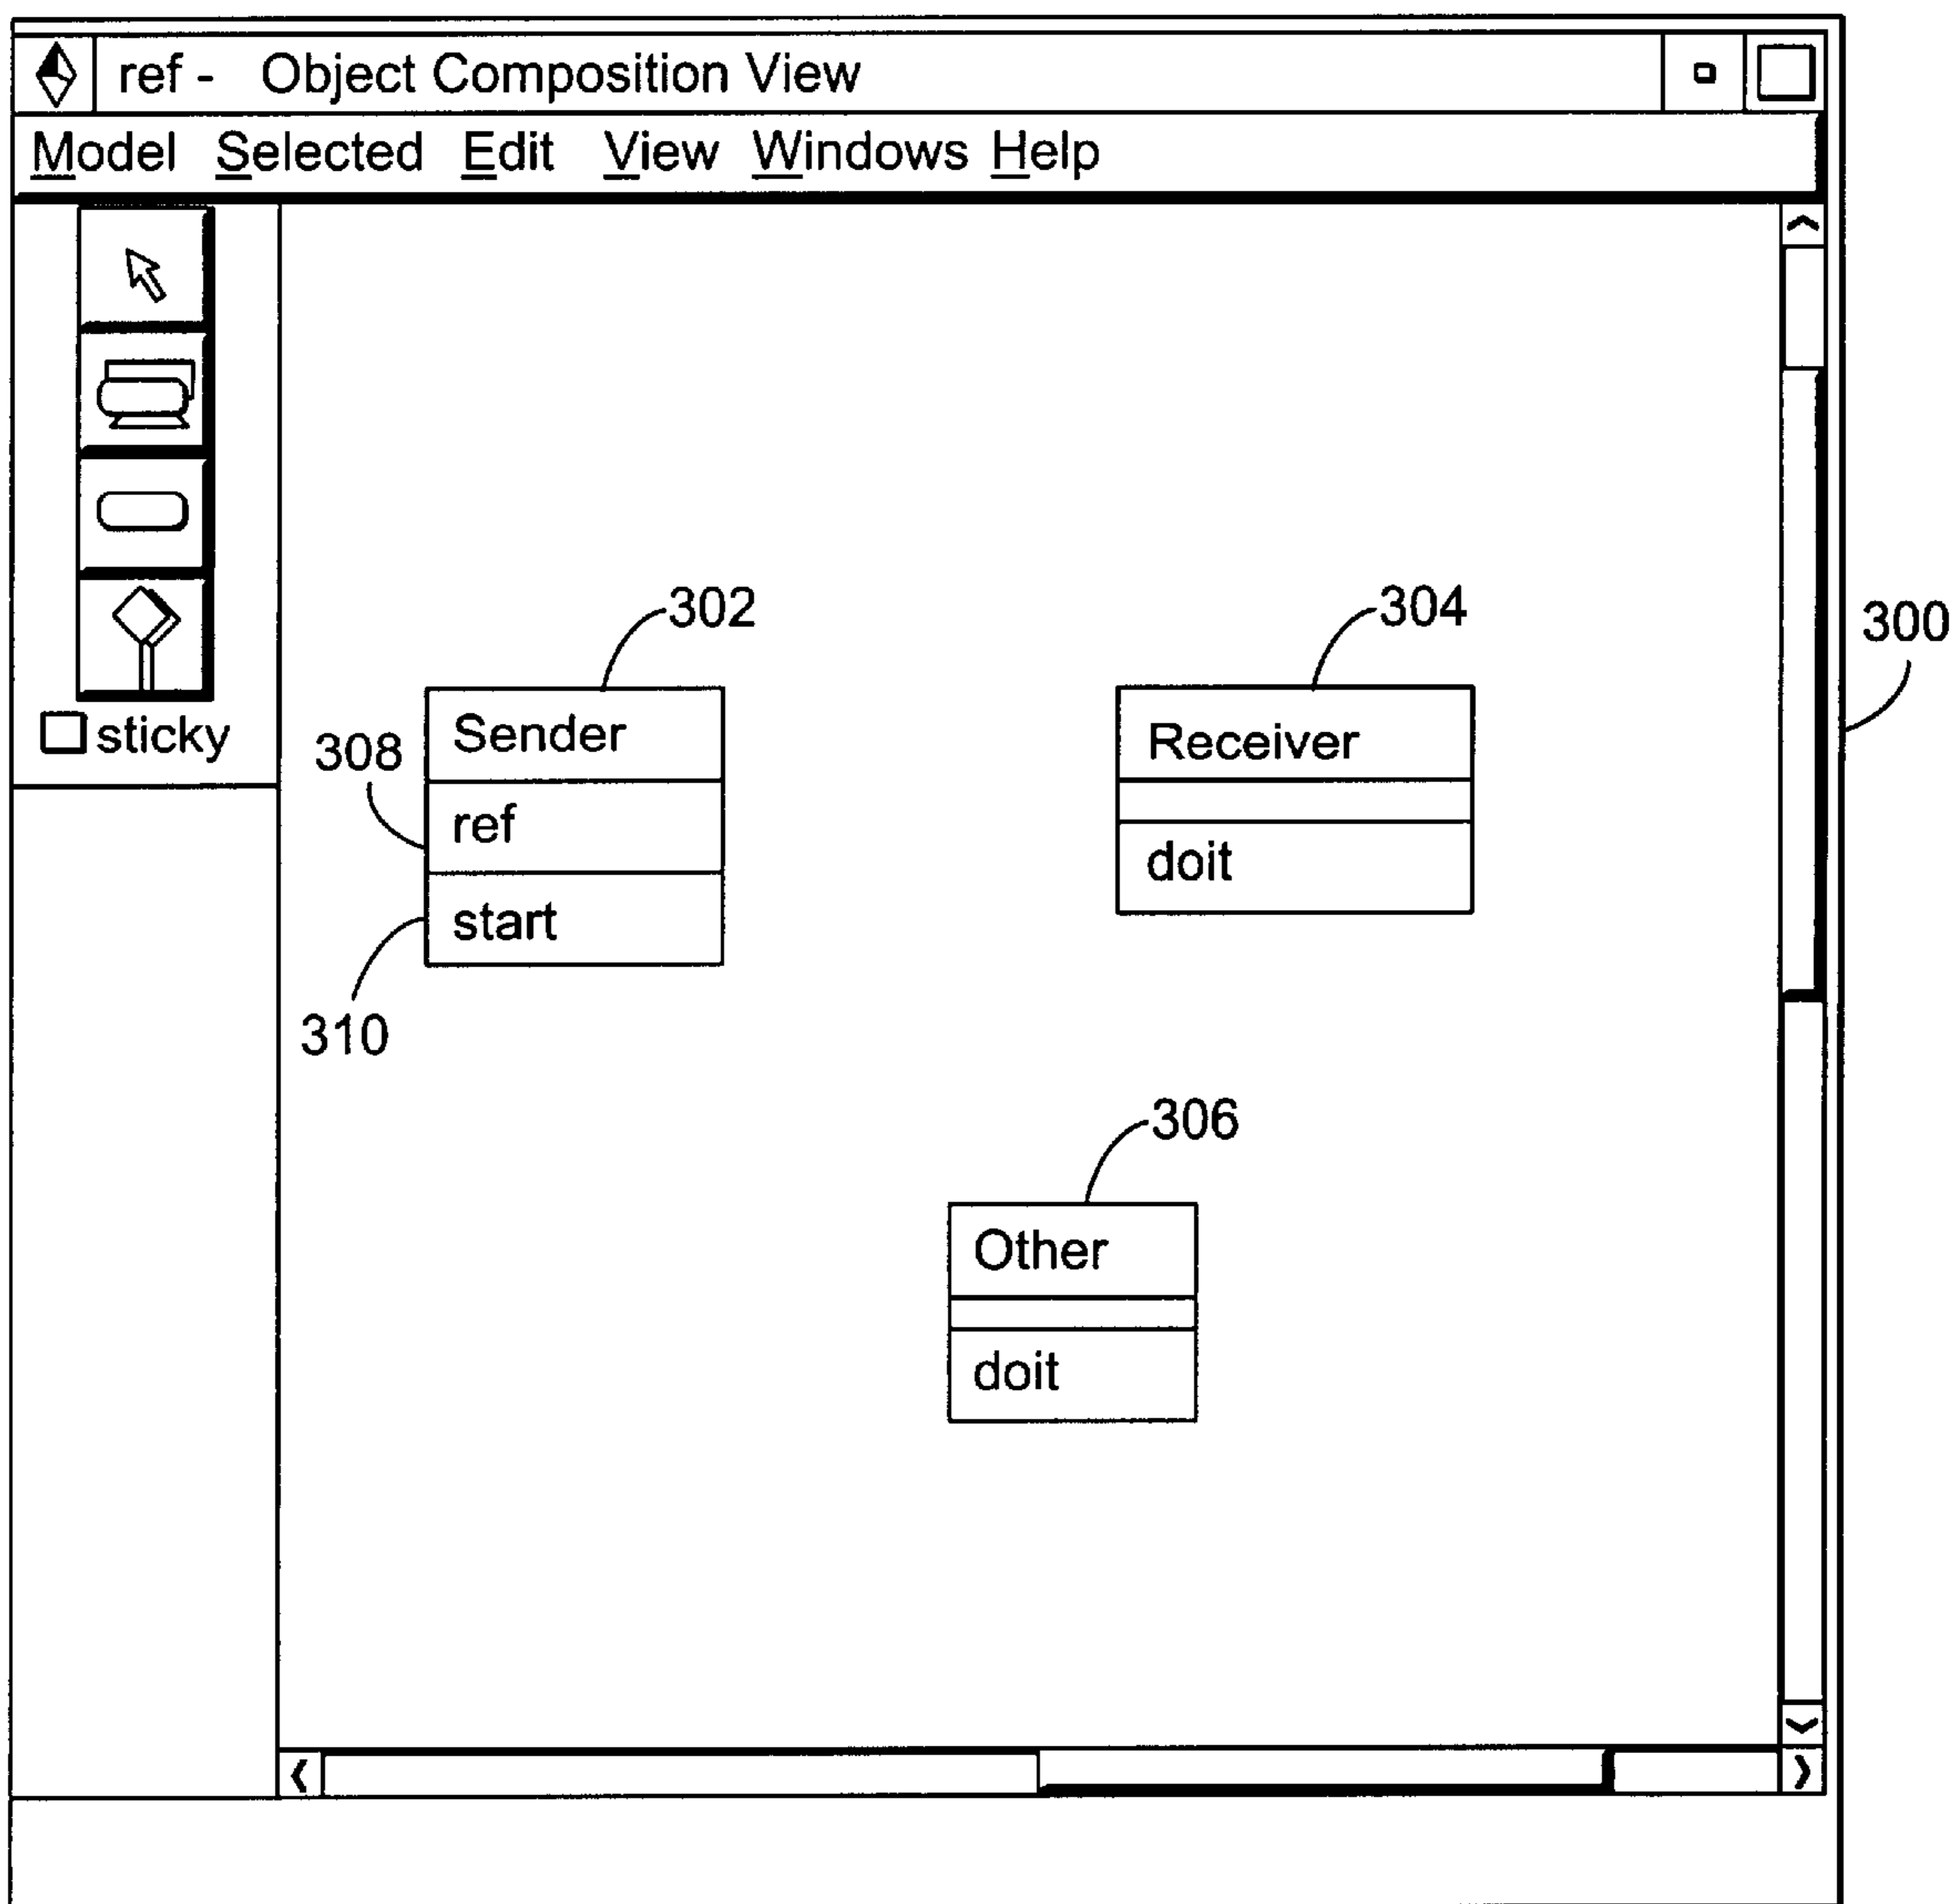 ref - Object Composition View
Model Selected Edit View Windows Help
sticky
302
304
300
308
Sender
ref
start
310
Receiver
doit
306
Other
doit